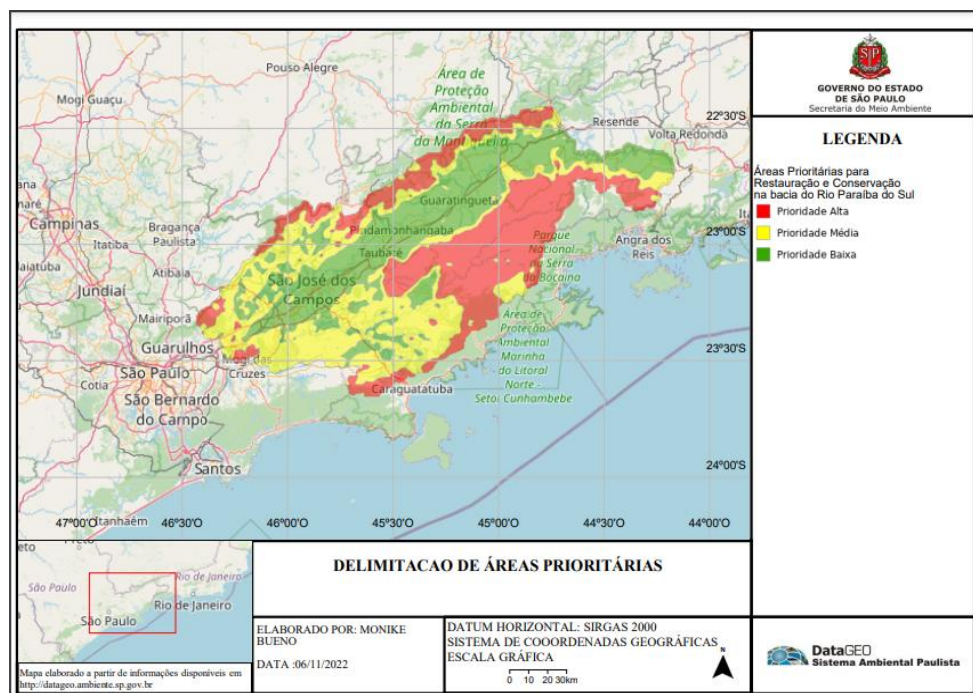 Pouso Alegre
Mogi Guaçu
Área de
Proteção
Ambiental
da Serra
da Mantiqueira
22°30'S
Resende
Volta Redonda
Guaratinguetá
Campinas
Bragança
Paulista
Pindamonhangaba
Itatiba
Taubaté
Parque
Nacional
da Serra
da Bocaina
Angra dos
Reis
23°00'S
Atibaia
São José dos
Campos
Jundiaí
Mairiporã
Guarulhos
Área de
Proteção
Ambiental
Marinha
do Litoral
Norte -
Setor Cunhambebe
23°30'S
Mogi das
Cruzes
São Paulo
Cotia
Caraguatatuba
São Bernardo
do Campo
Santos
24°00'S
Itanhaém
47°0'O
46°30'O
46°0'O
45°30'O
45°0'O
44°30'O
44°0'O
GOVERNO DO ESTADO
DE SÃO PAULO
Secretaria do Meio Ambiente
LEGENDA
Áreas Prioritárias para
Restauração e Conservação
na bacia do Rio Paraíba do Sul
Prioridade Alta
Prioridade Média
Prioridade Baixa
São Paulo
Rio de Janeiro
Rio de Janeiro
São Paulo
Mapa elaborado a partir de informações disponíveis em
http://datageo.ambiente.sp.gov.br
DELIMITACAO DE ÁREAS PRIORITÁRIAS
ELABORADO POR: MONIKE
BUENO
DATA :06/11/2022
DATUM HORIZONTAL: SIRGAS 2000
SISTEMA DE COOORDENADAS GEOGRÁFICAS
ESCALA GRÁFICA
0 10 20 30km
N
DataGEO
Sistema Ambiental Paulista